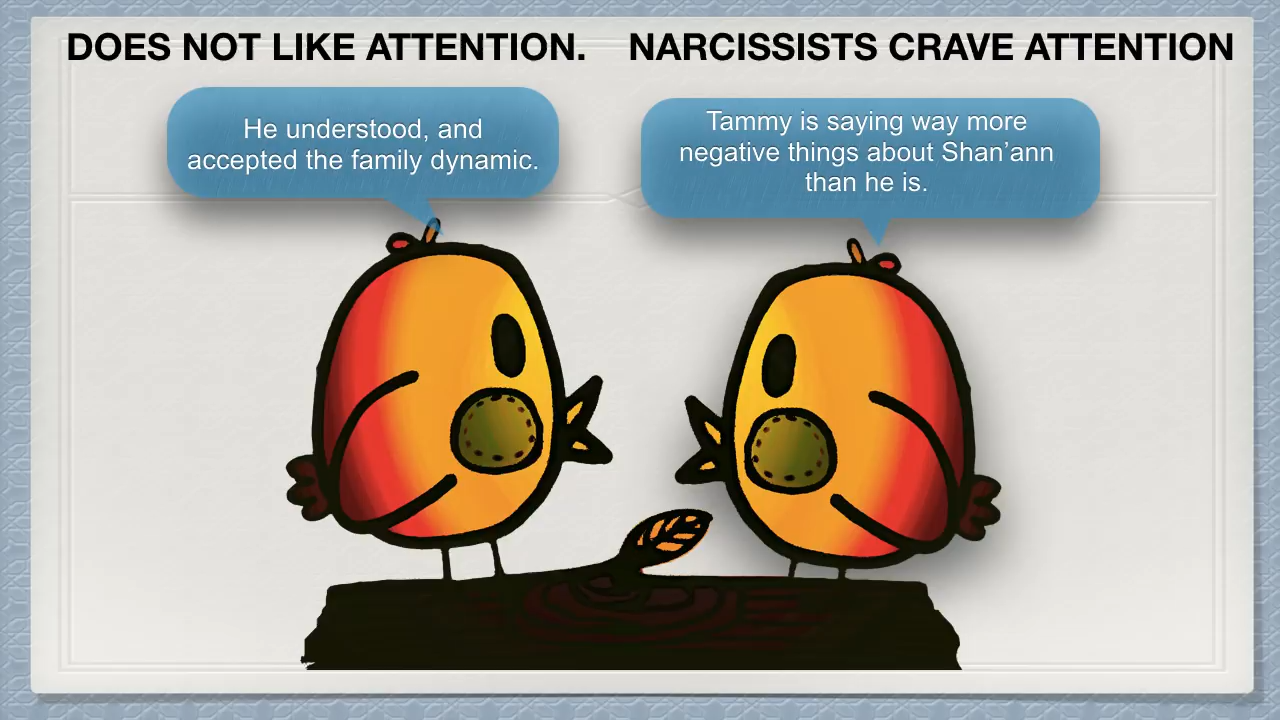 DOES NOT LIKE ATTENTION. NARCISSISTS CRAVE ATTENTION
He understood, and
accepted the family dynamic.
Tammy is saying way more
negative things about Shan’ann
than he is.